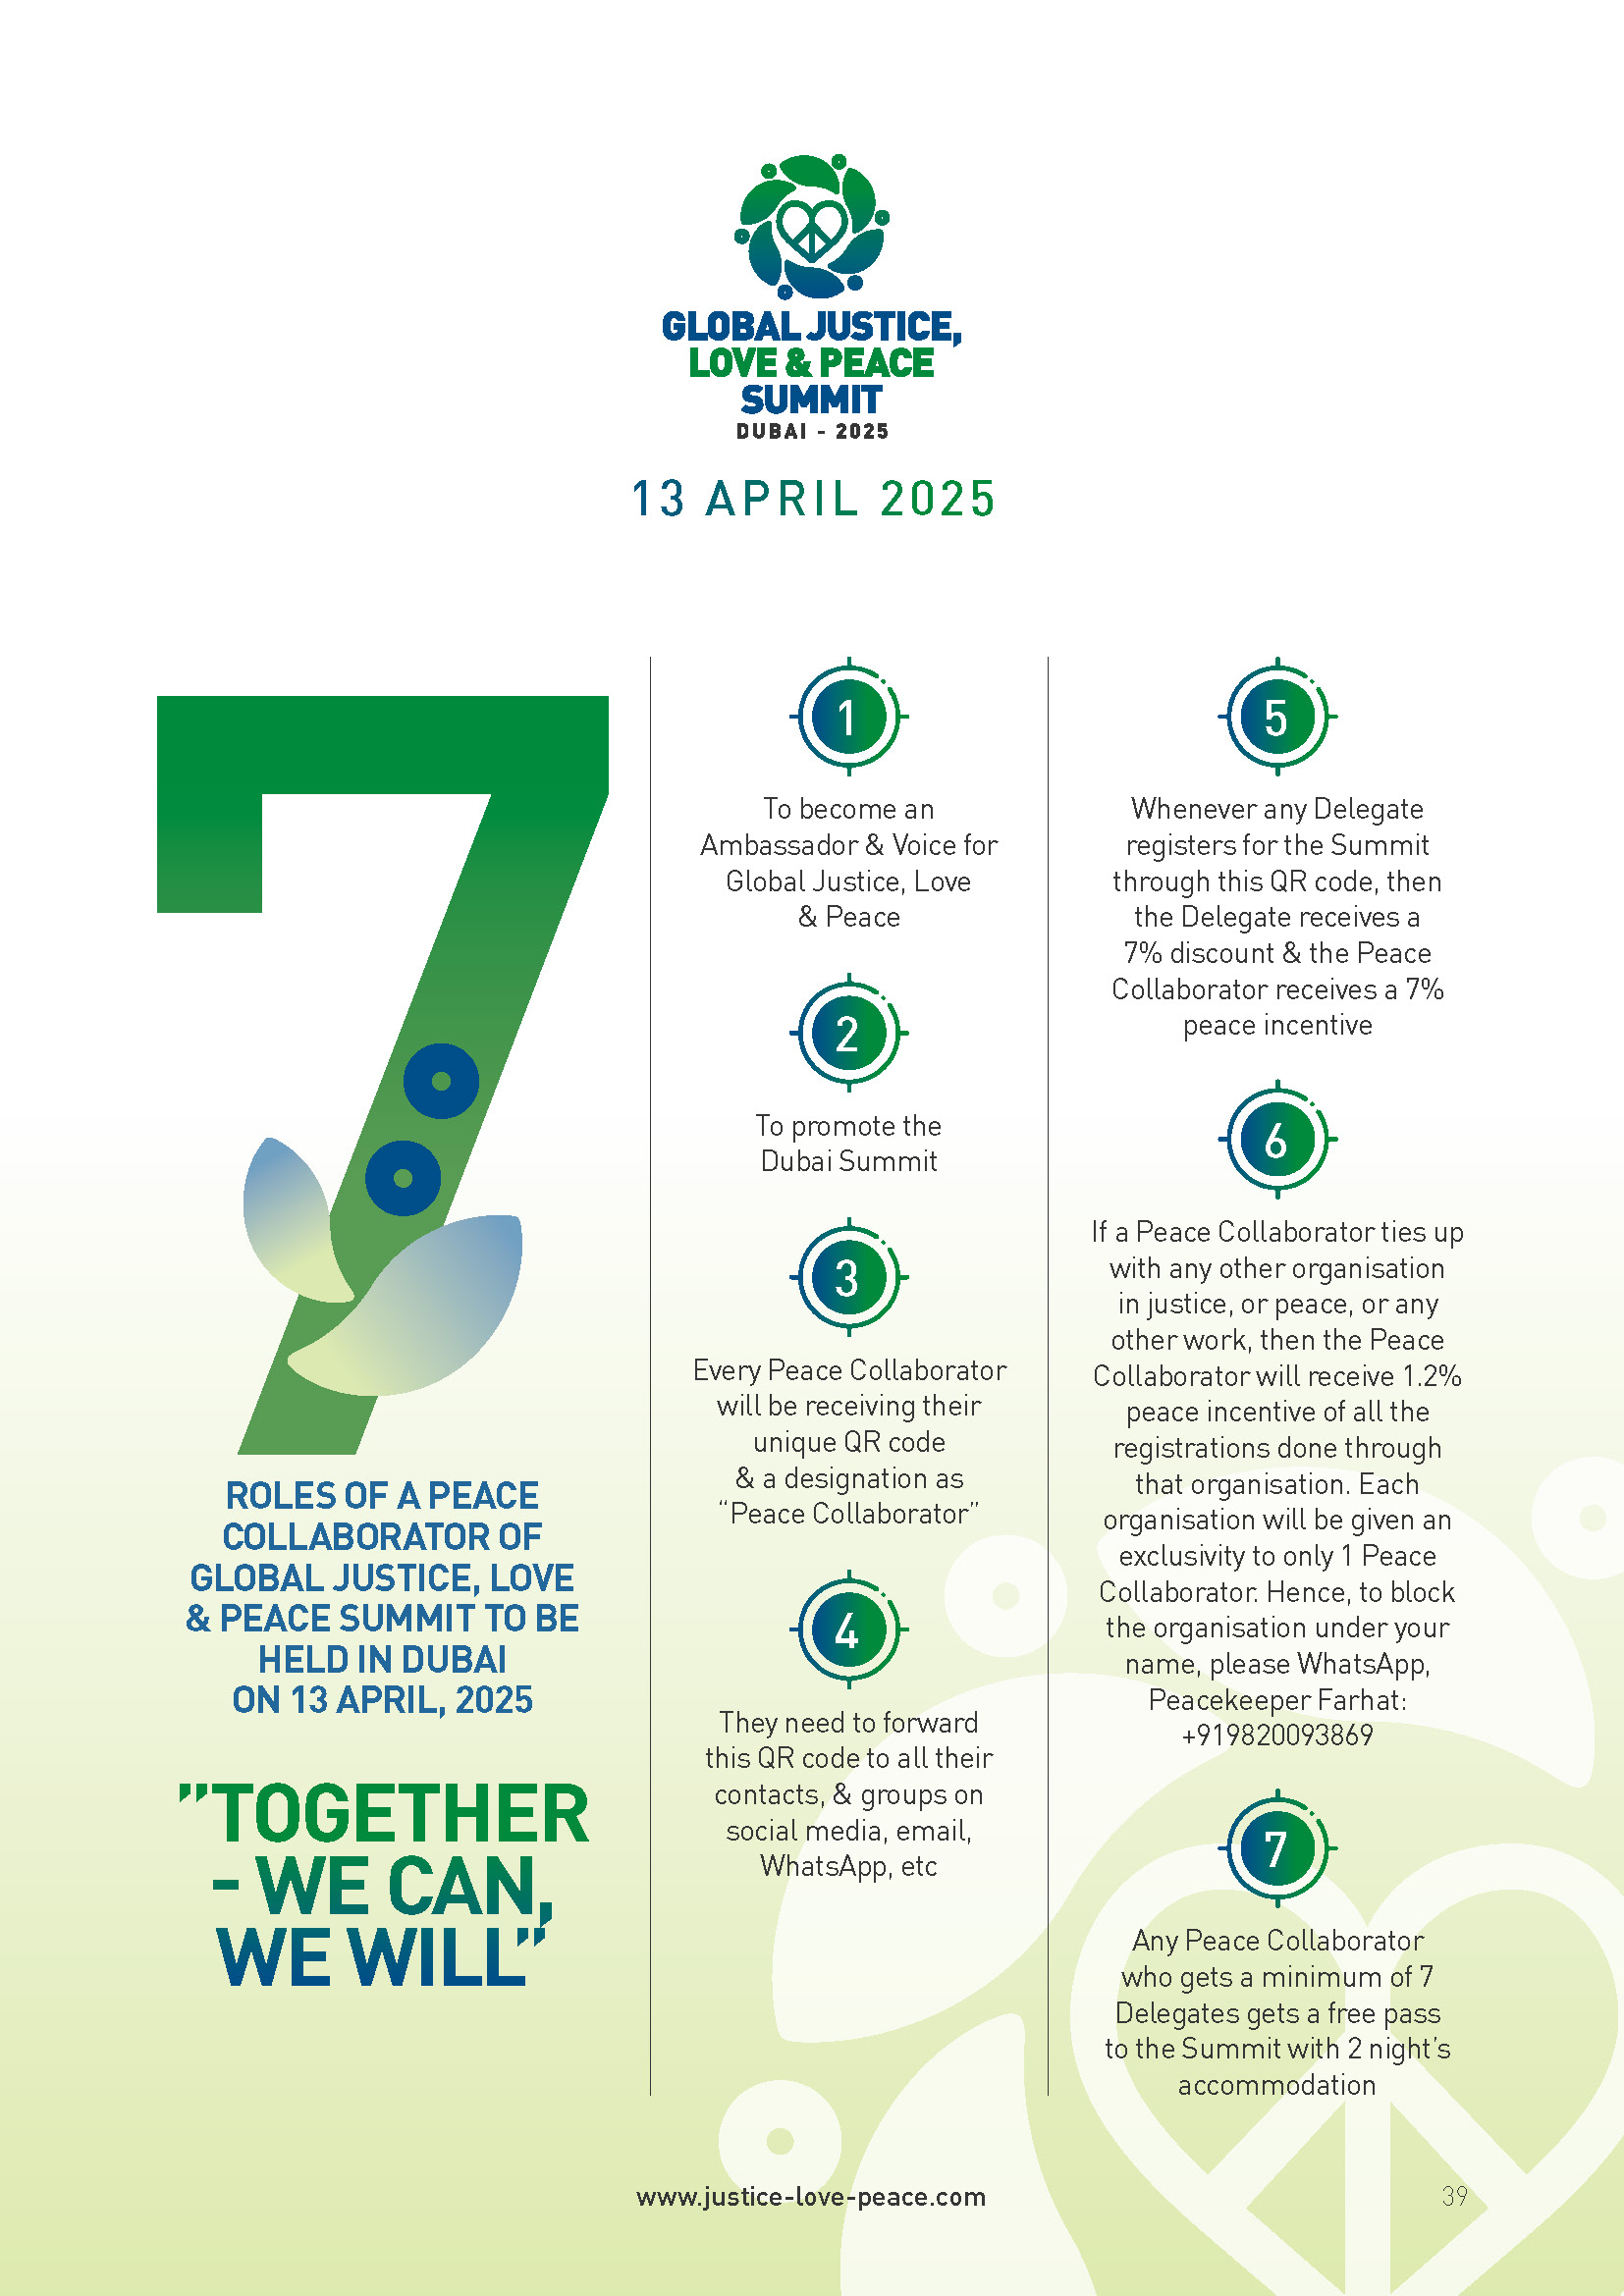 GLOBAL JUSTICE,
LOVE & PEACE
SUMMIT
DUBAI - 2025
13 APRIL 2025
7
ROLES OF A PEACE
COLLABORATOR OF
GLOBAL JUSTICE, LOVE
& PEACE SUMMIT TO BE
HELD IN DUBAI
ON 13 APRIL, 2025
”TOGETHER
- WE CAN,
WE WILL”
1
To become an
Ambassador & Voice for
Global Justice, Love
& Peace
2
To promote the
Dubai Summit
3
Every Peace Collaborator
will be receiving their
unique QR code
& a designation as
“Peace Collaborator”
4
They need to forward
this QR code to all their
contacts, & groups on
social media, email,
WhatsApp, etc
5
Whenever any Delegate
registers for the Summit
through this QR code, then
the Delegate receives a
7% discount & the Peace
Collaborator receives a 7%
peace incentive
6
If a Peace Collaborator ties up
with any other organisation
in justice, or peace, or any
other work, then the Peace
Collaborator will receive 1.2%
peace incentive of all the
registrations done through
that organisation. Each
organisation will be given an
exclusivity to only 1 Peace
Collaborator. Hence, to block
the organisation under your
name, please WhatsApp,
Peacekeeper Farhat:
+919820093869
7
Any Peace Collaborator
who gets a minimum of 7
Delegates gets a free pass
to the Summit with 2 night’s
accommodation
www.justice-love-peace.com
39